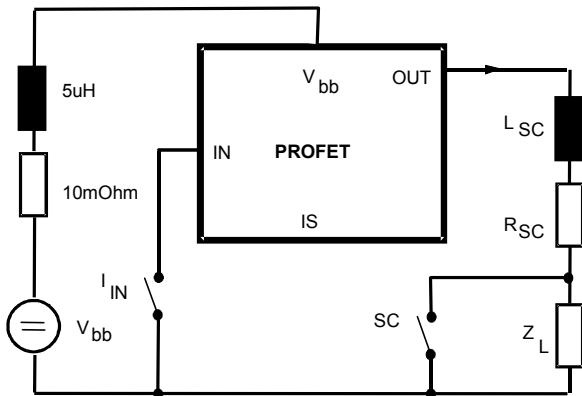 5uH
10mOhm
V bb
V bb
OUT
IN
PROFET
IS
I IN
SC
L SC
R SC
Z L